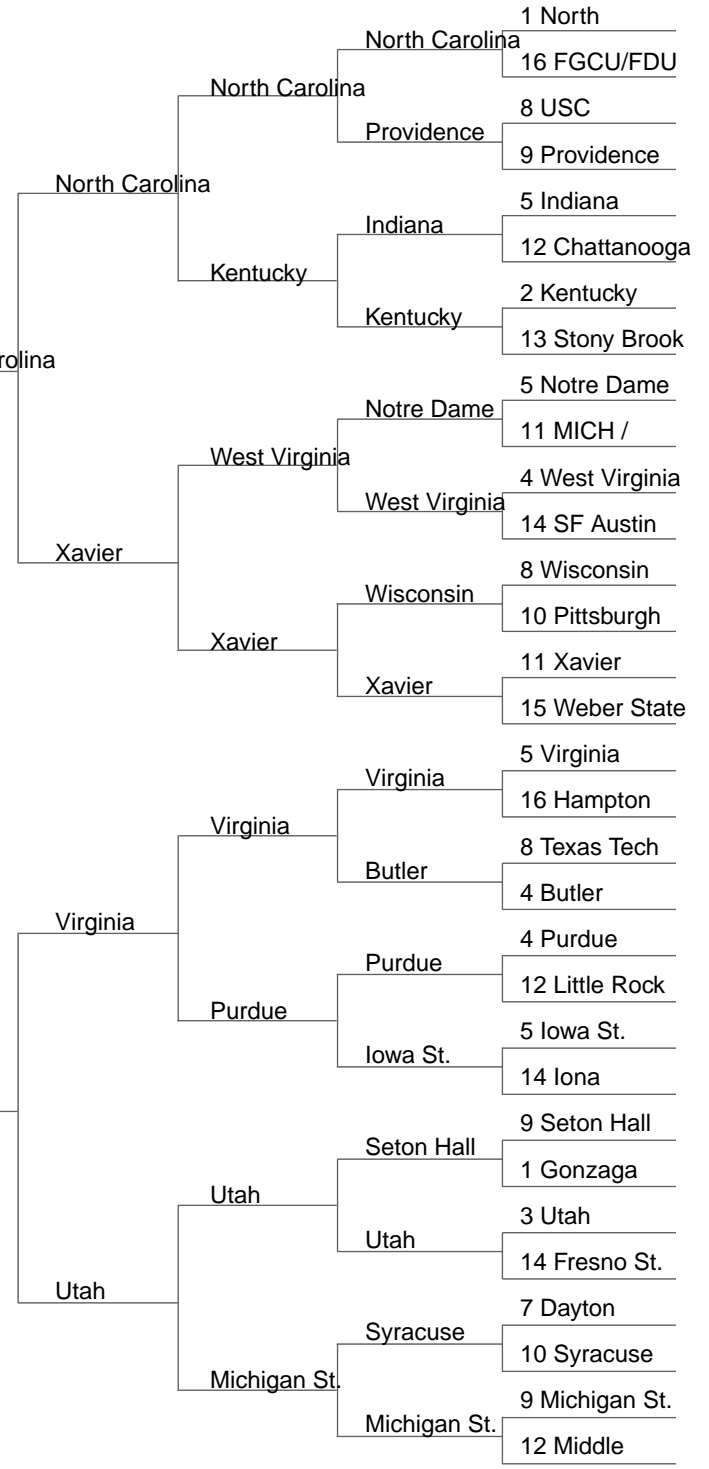 1 North
North Carolina
16 FGCU/FDU
North Carolina
8 USC
Providence
9 Providence
North Carolina
5 Indiana
Indiana
12 Chattanooga
Kentucky
2 Kentucky
Kentucky
13 Stony Brook
rolina
5 Notre Dame
Notre Dame
11 MICH /
West Virginia
4 West Virginia
West Virginia
14 SF Austin
Xavier
8 Wisconsin
Wisconsin
10 Pittsburgh
Xavier
11 Xavier
Xavier
15 Weber State
5 Virginia
Virginia
16 Hampton
Virginia
8 Texas Tech
Butler
4 Butler
Virginia
4 Purdue
Purdue
12 Little Rock
Purdue
5 Iowa St.
Iowa St.
14 Iona
9 Seton Hall
Seton Hall
1 Gonzaga
Utah
3 Utah
Utah
14 Fresno St.
Utah
7 Dayton
Syracuse
10 Syracuse
Michigan St.
9 Michigan St.
Michigan St.
12 Middle